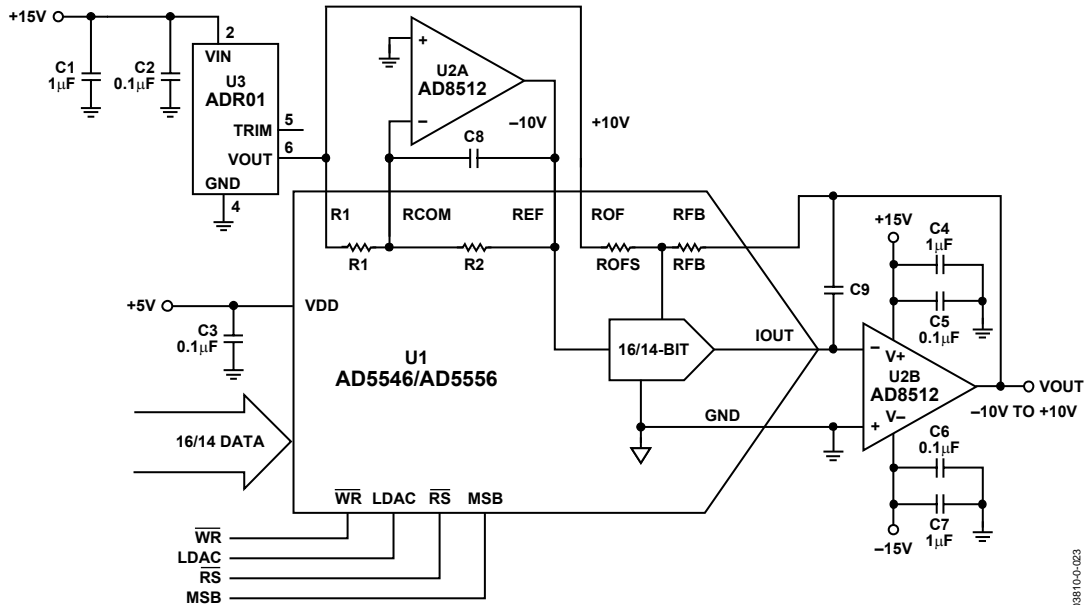 +15V
2
VIN
C1
1μF
C2
0.1μF
U3
ADR01
TRIM
5
VOUT
6
GND
4
+
U2A
AD8512
–
–10V
+10V
C8
R1
RCOM
REF
ROF
RFB
R1
R2
ROFS
RFB
+15V
C4
1μF
C9
C5
0.1μF
+5V
VDD
C3
0.1μF
16/14-BIT
IOUT
U1
AD5546/AD5556
–
V+
U2B
AD8512
VOUT
–10V TO +10V
GND
V–
+
C6
0.1μF
C7
1μF
–15V
16/14 DATA
WR LDAC RS MSB
WR
LDAC
RS
MSB
03810-0-023